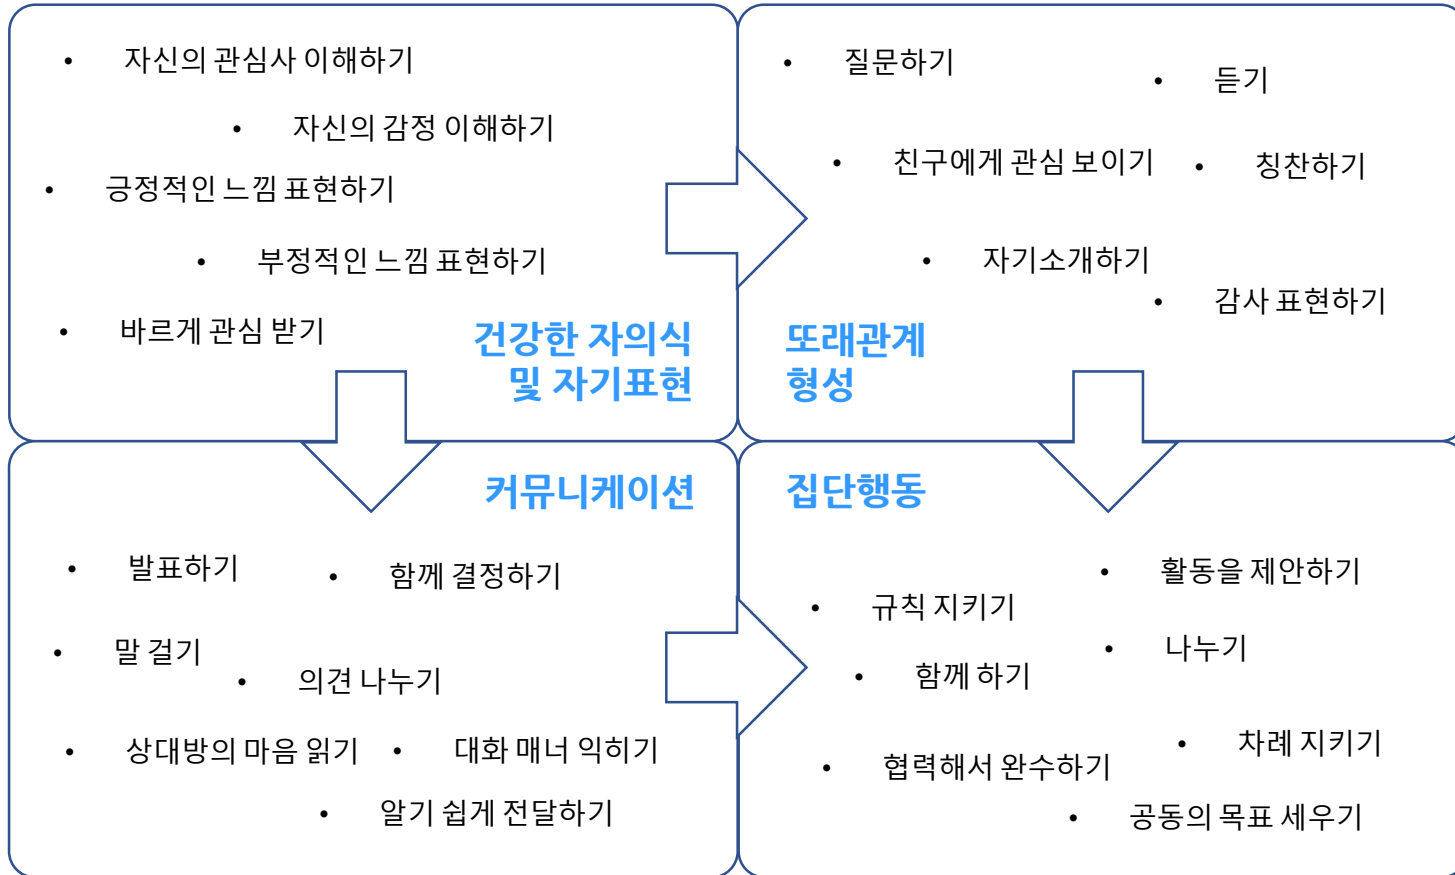 • 자신의 관심사 이해하기
• 자신의 감정 이해하기
• 긍정적인 느낌 표현하기
• 부정적인 느낌 표현하기
• 바르게 관심 받기
건강한 자의식
및 자기표현
• 질문하기
• 듣기
• 친구에게 관심 보이기
• 칭찬하기
• 자기소개하기
• 감사 표현하기
또래관계
형성
커뮤니케이션
• 발표하기
• 함께 결정하기
• 말 걸기
• 의견 나누기
• 상대방의 마음 읽기
• 대화 매너 익히기
• 알기 쉽게 전달하기
집단행동
• 활동을 제안하기
• 규칙 지키기
• 나누기
• 함께 하기
• 차례 지키기
• 협력해서 완수하기
• 공동의 목표 세우기